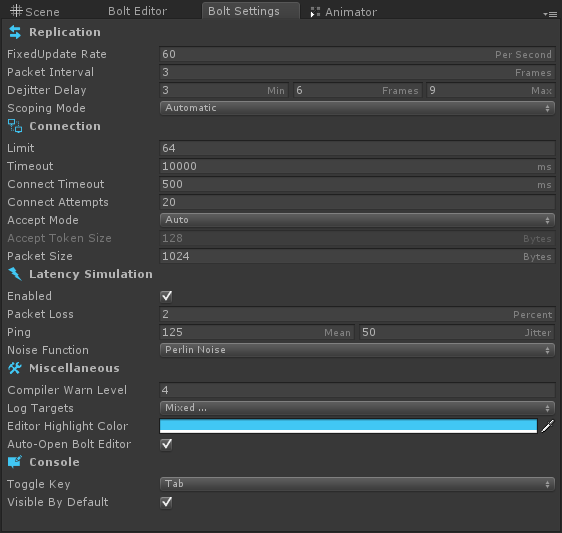 Scene Bolt Editor Bolt Settings Animator
Replication
FixedUpdate Rate 60 Per Second
Packet Interval 3 Frames
Dejitter Delay 3 Min 6 Frames 9 Max
Scoping Mode Automatic
Connection
Limit 64
Timeout 10000 ms
Connect Timeout 500 ms
Connect Attempts 20
Accept Mode Auto
Accept Token Size 128 Bytes
Packet Size 1024 Bytes
Latency Simulation
Enabled
Packet Loss 2 Percent
Ping 125 Mean 50 Jitter
Noise Function Perlin Noise
Miscellaneous
Compiler Warn Level 4
Log Targets Mixed ...
Editor Highlight Color
Auto-Open Bolt Editor
Console
Toggle Key Tab
Visible By Default